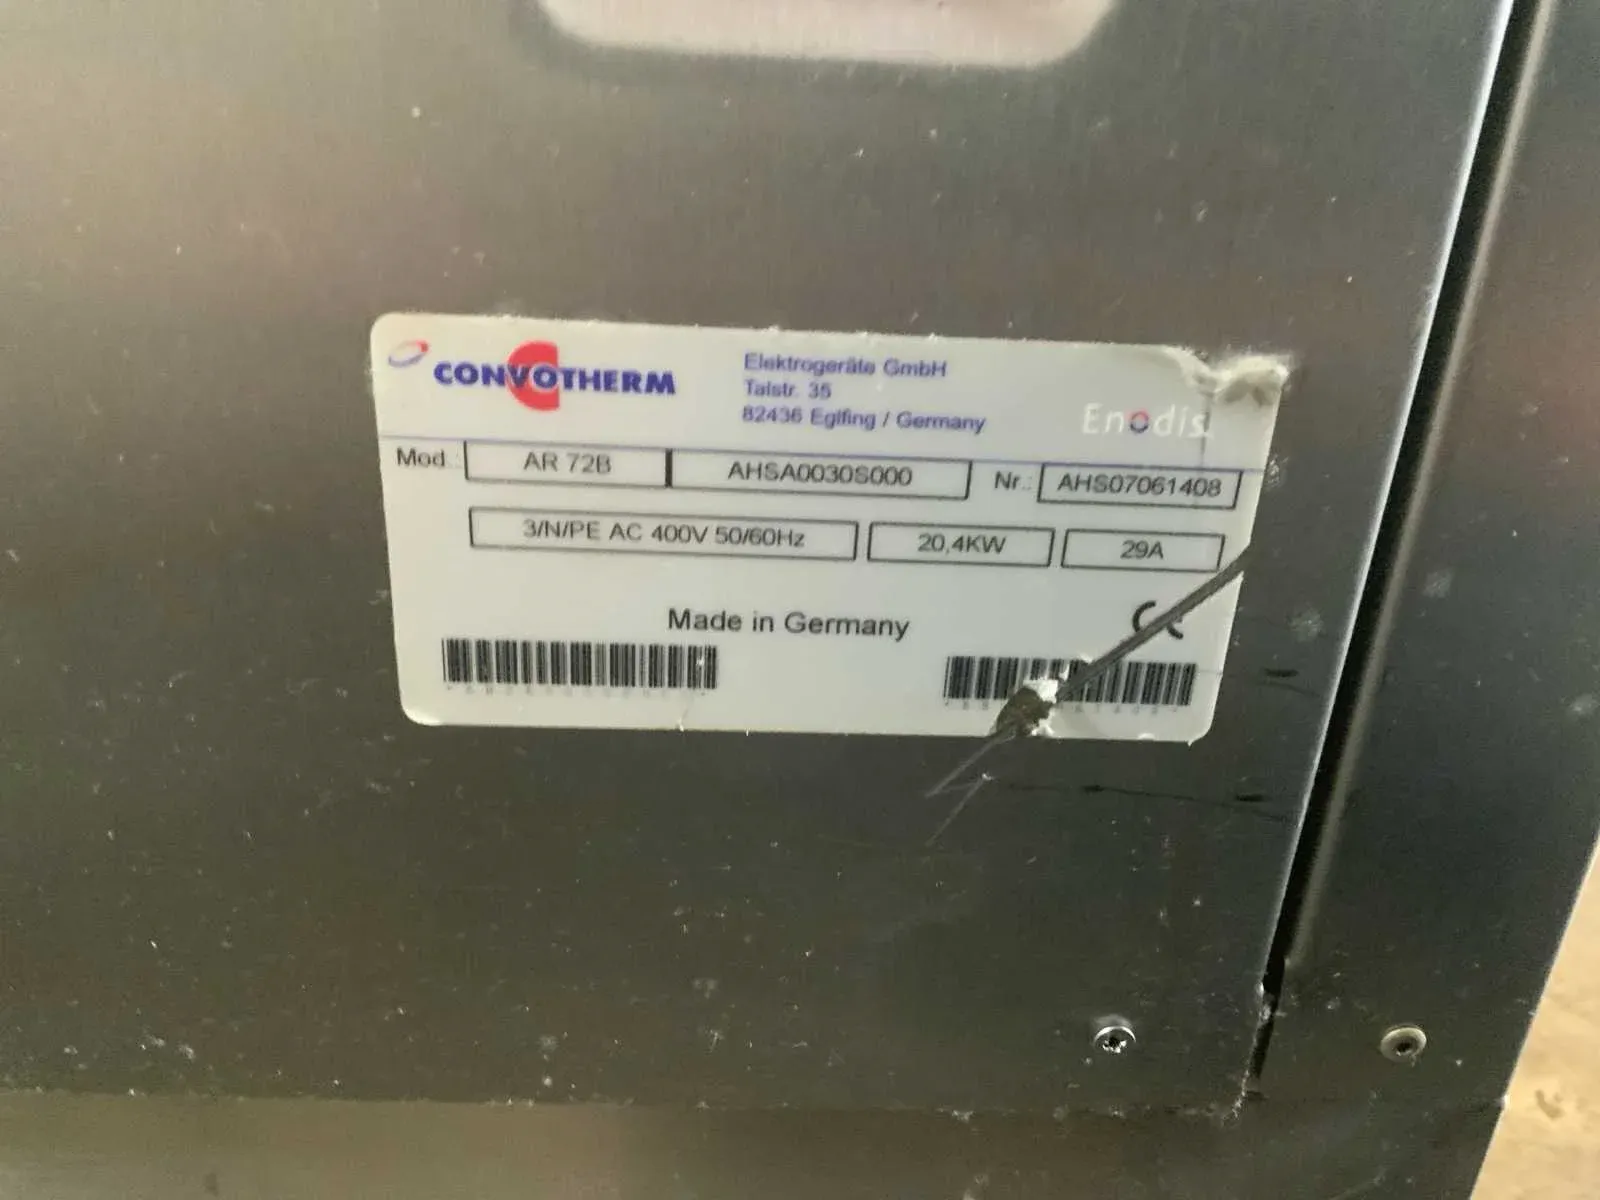 CONVOTHERM
Elektrogeräte GmbH
Talstr. 35
82436 Eglfing / Germany
Enodis
Mod.: AR 72B AHSA0030S000 Nr.: AHS07061408
3/N/PE AC 400V 50/60Hz 20,4KW 29A
Made in Germany CE